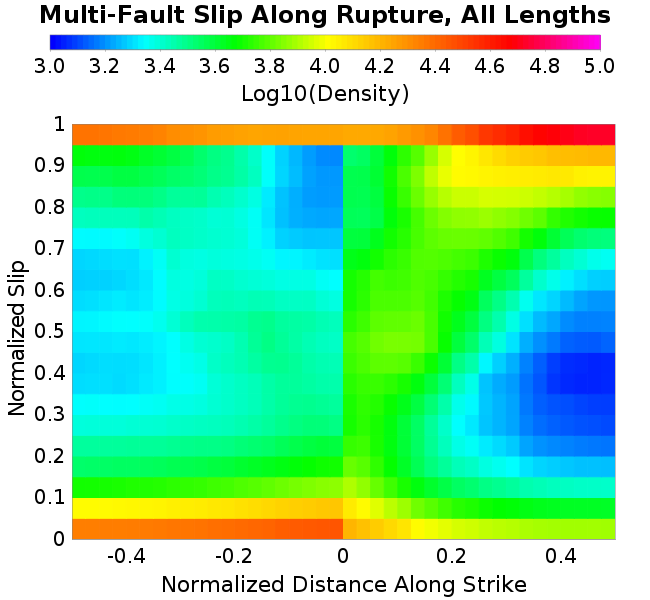 Multi-Fault Slip Along Rupture, All Lengths
3.0 3.2 3.4 3.6 3.8 4.0 4.2 4.4 4.6 4.8 5.0
Log10(Density)
Normalized Slip
1
0.9
0.8
0.7
0.6
0.5
0.4
0.3
0.2
0.1
0
-0.4 -0.2 0 0.2 0.4
Normalized Distance Along Strike